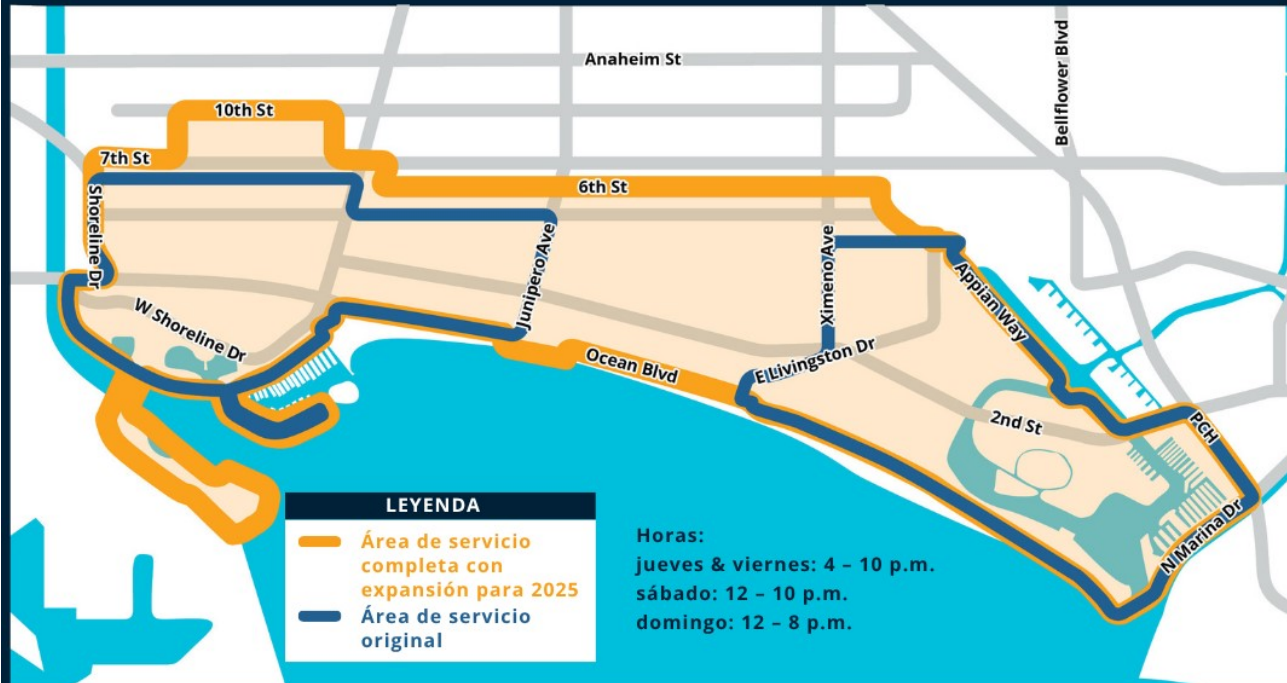 Anaheim St
Bellflower Blvd
10th St
7th St
6th St
Shoreline Dr
Junipero Ave
Ximeno Ave
Appian Way
W Shoreline Dr
Ocean Blvd
E Livingston Dr
2nd St
PCH
N Marina Dr
LEYENDA
Área de servicio
completa con
expansión para 2025
Área de servicio
original
Horas:
jueves & viernes: 4 – 10 p.m.
sábado: 12 – 10 p.m.
domingo: 12 – 8 p.m.